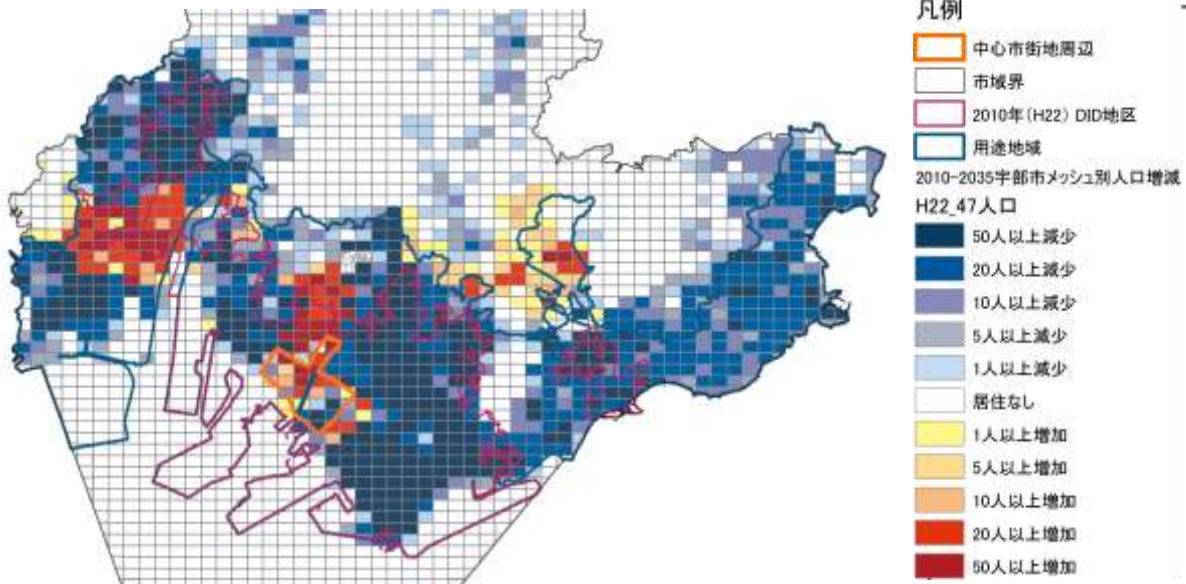 凡例
中心市街地周辺
市域界
2010年(H22) DID地区
用途地域
2010-2035宇部市メッシュ別人口増減
H22_47人口
50人以上減少
20人以上減少
10人以上減少
5人以上減少
1人以上減少
居住なし
1人以上増加
5人以上増加
10人以上増加
20人以上増加
50人以上増加